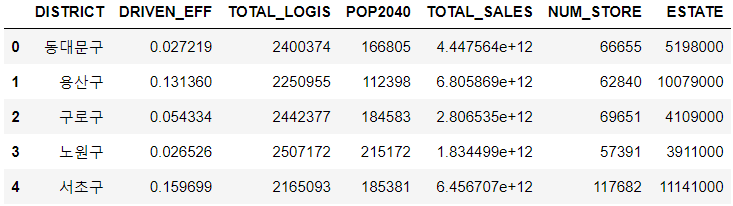 DISTRICT DRIVEN_EFF TOTAL_LOGIS POP2040 TOTAL_SALES NUM_STORE ESTATE
0 동대문구 0.027219 2400374 166805 4.447564e+12 66655 5198000
1 용산구 0.131360 2250955 112398 6.805869e+12 62840 10079000
2 구로구 0.054334 2442377 184583 2.806535e+12 69651 4109000
3 노원구 0.026526 2507172 215172 1.834499e+12 57391 3911000
4 서초구 0.159699 2165093 185381 6.456707e+12 117682 11141000